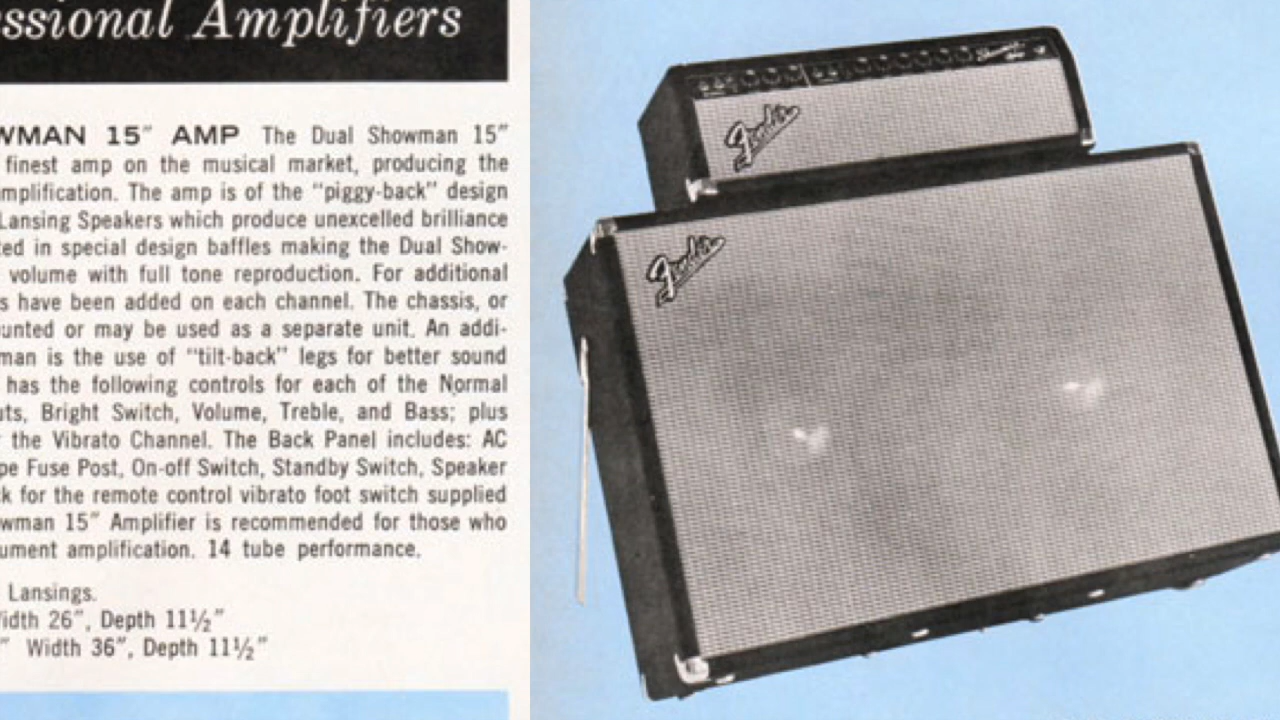 ssional Amplifiers
WMAN 15″ AMP The Dual Showman 15″
finest amp on the musical market, producing the
mplification. The amp is of the "piggy-back" design
Lansing Speakers which produce unexcelled brilliance
ted in special design baffles making the Dual Show-
volume with full tone reproduction. For additional
s have been added on each channel. The chassis, or
unted or may be used as a separate unit. An addi-
man is the use of "tilt-back" legs for better sound
has the following controls for each of the Normal
uts, Bright Switch, Volume, Treble, and Bass; plus
r the Vibrato Channel. The Back Panel includes: AC
pe Fuse Post, On-off Switch, Standby Switch, Speaker
k for the remote control vibrato foot switch supplied
wman 15″ Amplifier is recommended for those who
ument amplification. 14 tube performance.
Lansings.
idth 26″, Depth 11½″
″ Width 36″, Depth 11½″
Showman
Fender
Fender